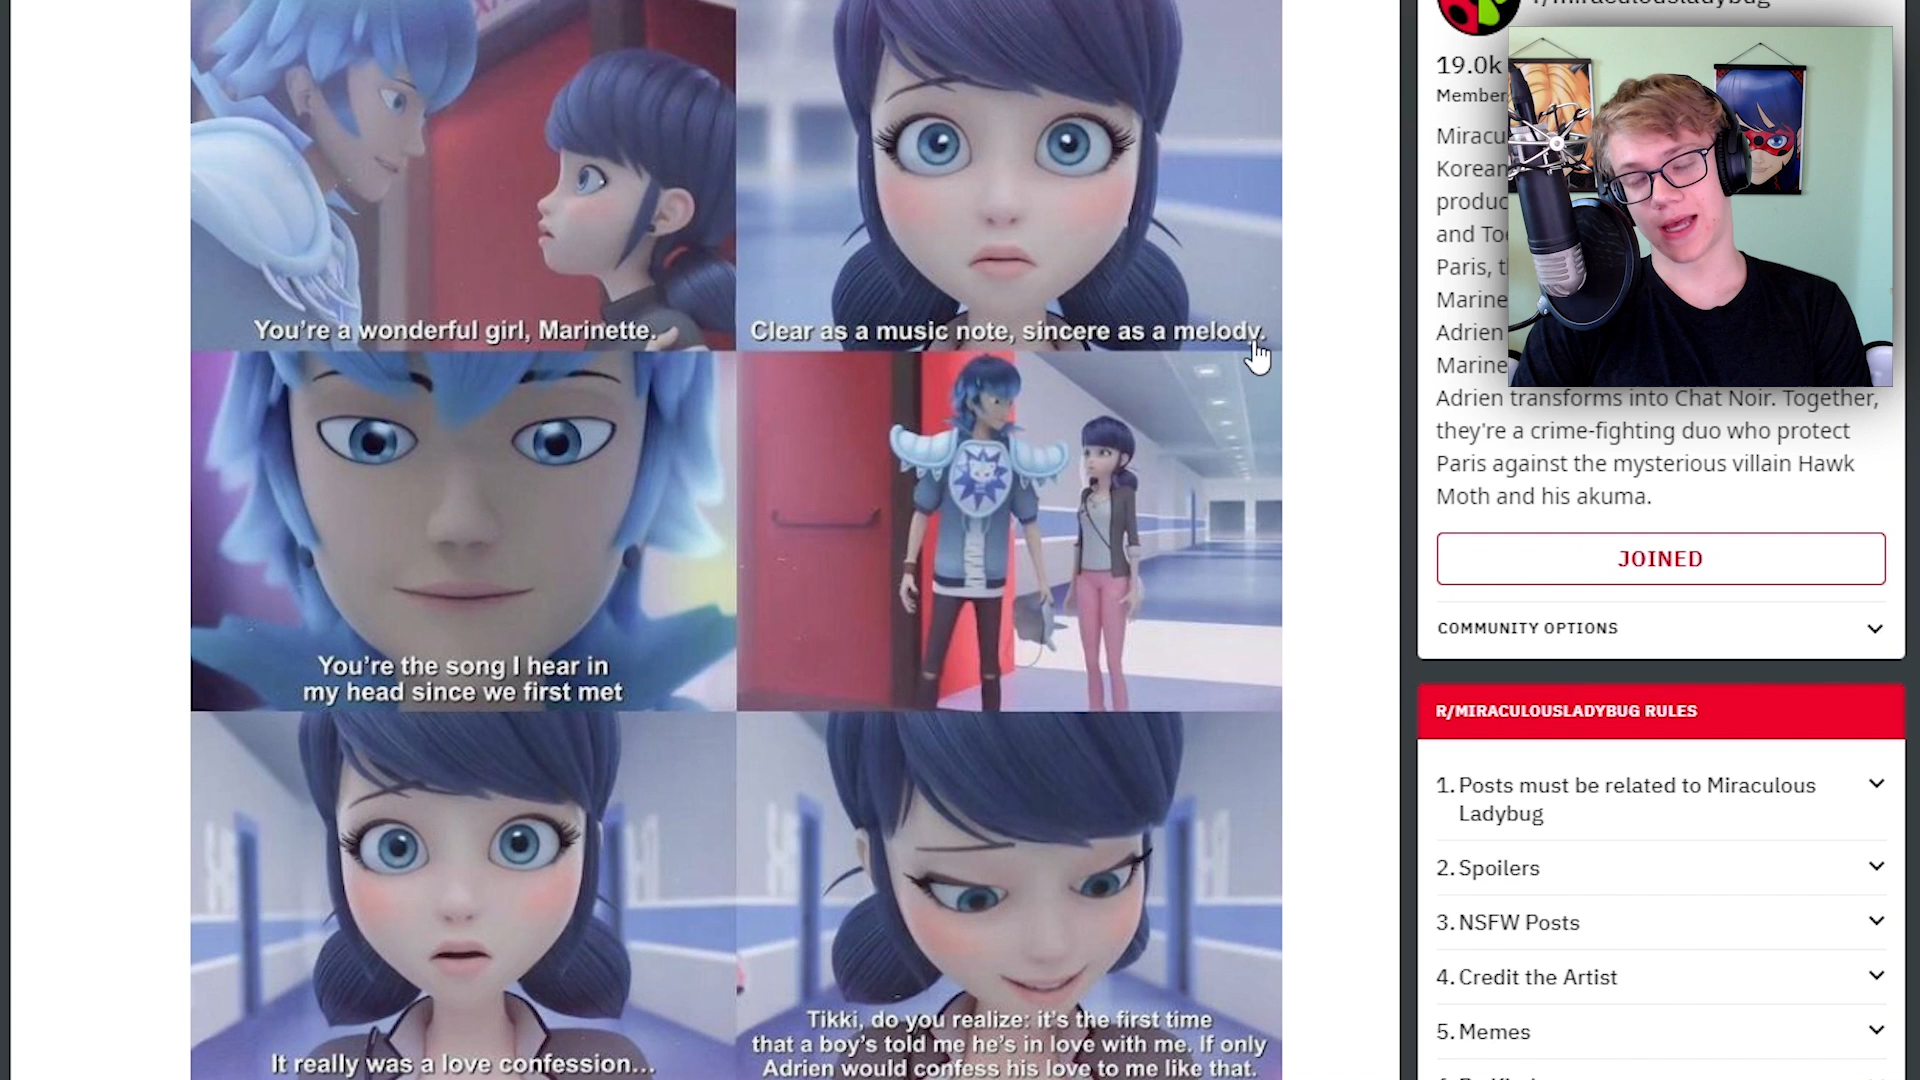 r/miraculousladybug
19.0k
Member
Miracu
Korean
produc
and To
Paris, t
Marine
Adrien
Marine
Adrien transforms into Chat Noir. Together,
they're a crime-fighting duo who protect
Paris against the mysterious villain Hawk
Moth and his akuma.
JOINED
COMMUNITY OPTIONS
R/MIRACULOUSLADYBUG RULES
1. Posts must be related to Miraculous
Ladybug
2. Spoilers
3. NSFW Posts
4. Credit the Artist
5. Memes
You're a wonderful girl, Marinette.
Clear as a music note, sincere as a melody.
You're the song I hear in
my head since we first met
It really was a love confession...
Tikki, do you realize: it's the first time
that a boy's told me he's in love with me. If only
Adrien would confess his love to me like that.